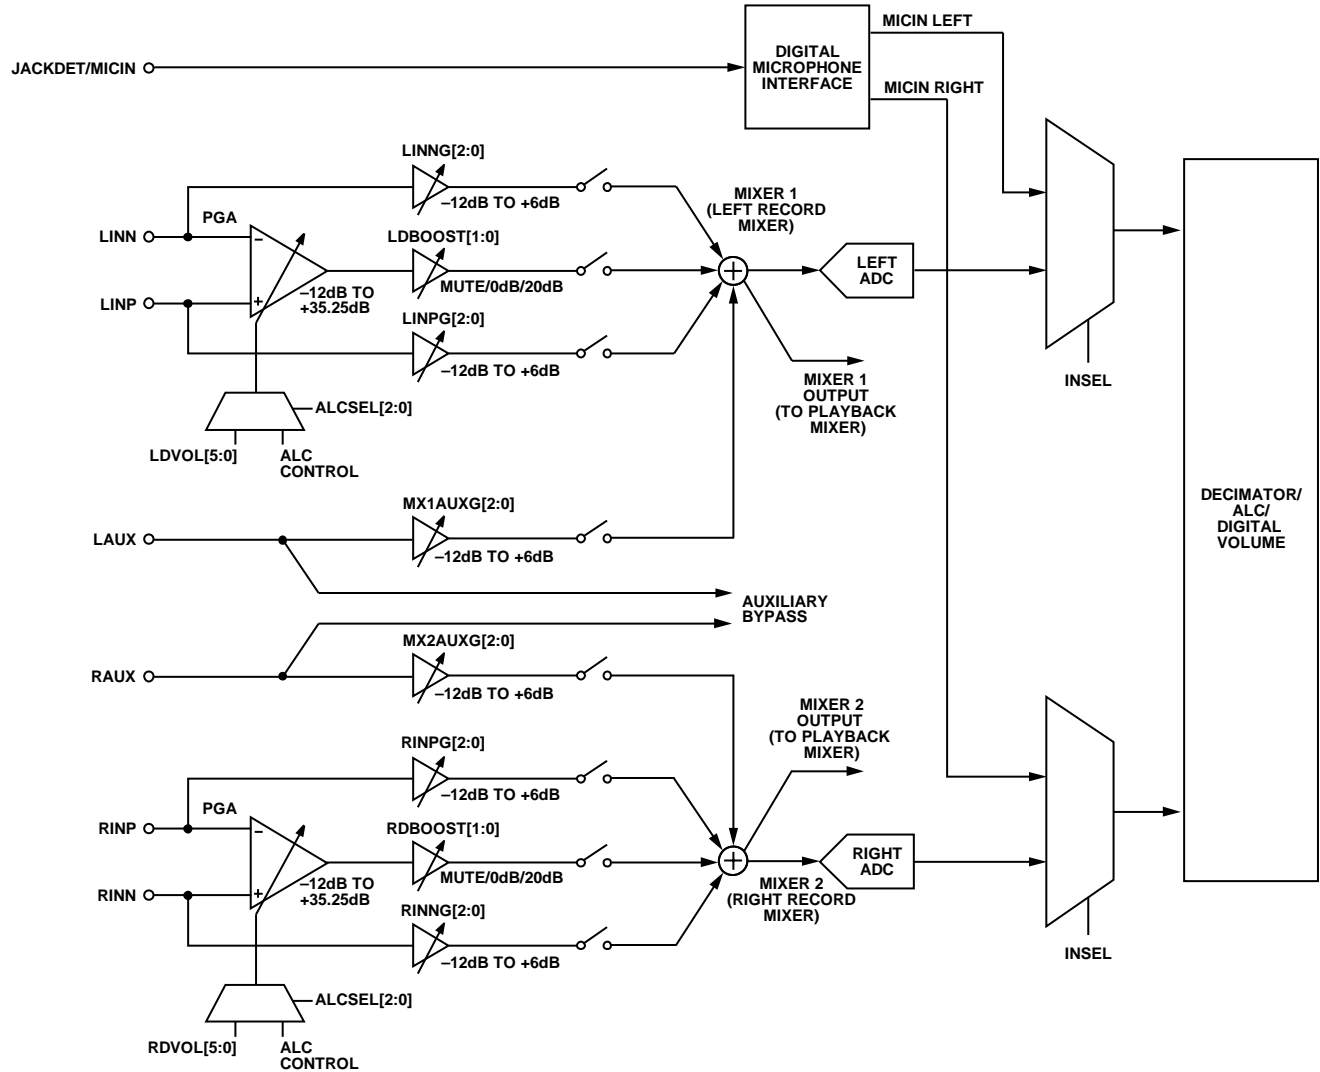 MICIN LEFT
DIGITAL
MICROPHONE
INTERFACE
JACKDET/MICIN
MICIN RIGHT
LINNG[2:0]
–12dB TO +6dB
MIXER 1
(LEFT RECORD
MIXER)
PGA
LINN
–
LDBOOST[1:0]
MUTE/0dB/20dB
LEFT
ADC
LINP
+
–12dB TO
+35.25dB
LINPG[2:0]
–12dB TO +6dB
MIXER 1
OUTPUT
(TO PLAYBACK
MIXER)
INSEL
ALCSEL[2:0]
LDVOL[5:0]
ALC
CONTROL
MX1AUXG[2:0]
LAUX
–12dB TO +6dB
DECIMATOR/
ALC/
DIGITAL
VOLUME
AUXILIARY
BYPASS
MX2AUXG[2:0]
RAUX
–12dB TO +6dB
MIXER 2
OUTPUT
(TO PLAYBACK
MIXER)
RINPG[2:0]
–12dB TO +6dB
PGA
RINP
–
RDBOOST[1:0]
MUTE/0dB/20dB
RIGHT
ADC
RINN
+
–12dB TO
+35.25dB
MIXER 2
(RIGHT RECORD
MIXER)
RINNG[2:0]
–12dB TO +6dB
INSEL
ALCSEL[2:0]
RDVOL[5:0]
ALC
CONTROL